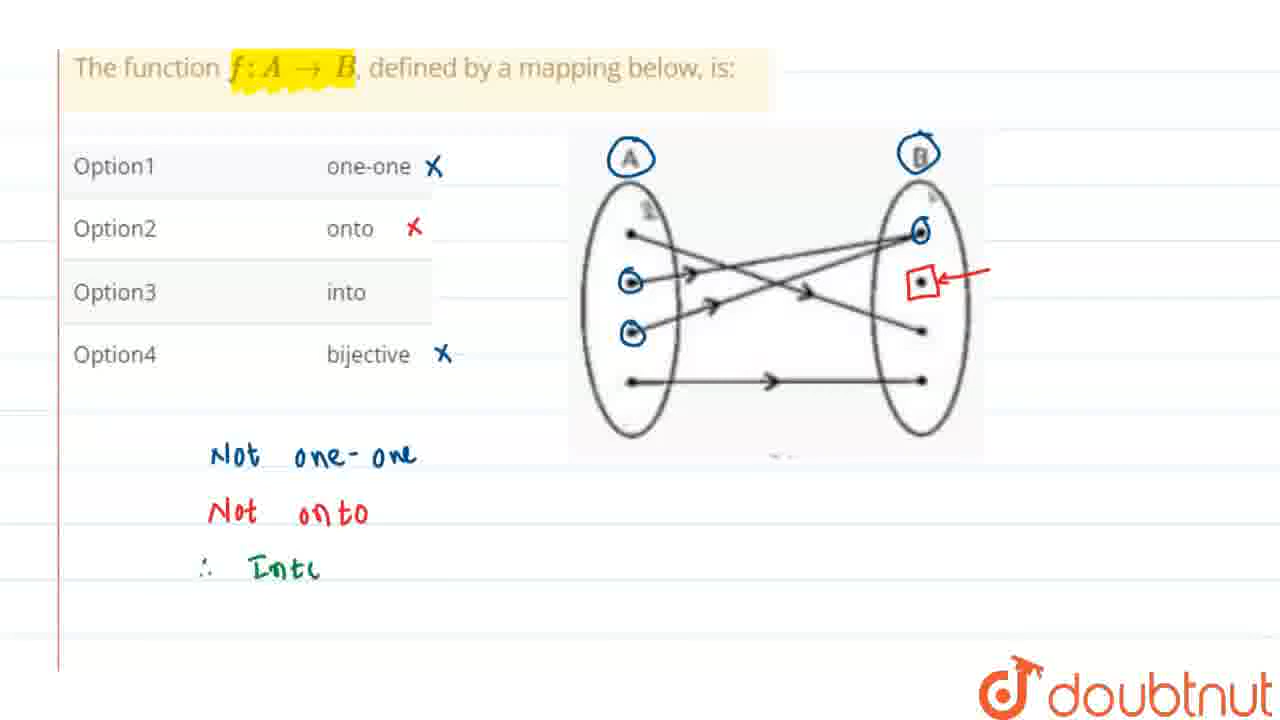 The function f : A → B, defined by a mapping below, is:
Option1 one-one ×
Option2 onto ×
Option3 into
Option4 bijective ×
A B
Not one-one
Not onto
∴ Into
doubtnut